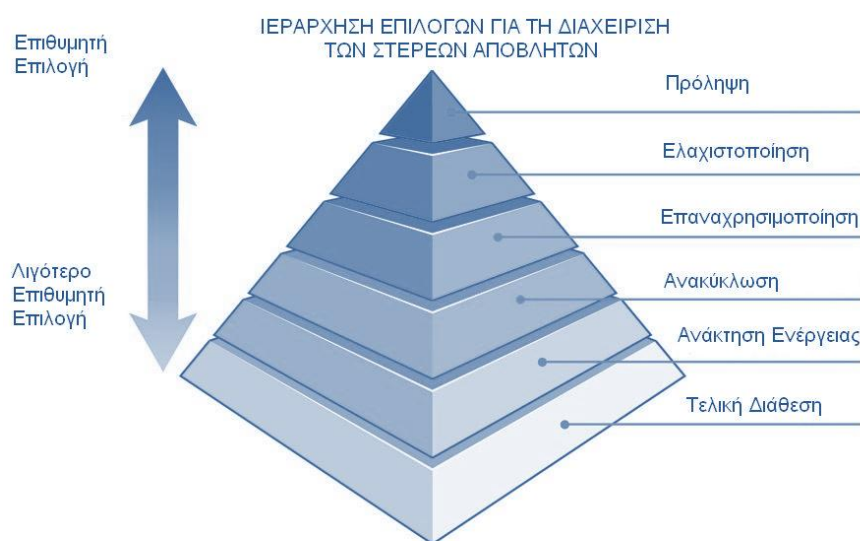 ΙΕΡΑΡΧΗΣΗ ΕΠΙΛΟΓΩΝ ΓΙΑ ΤΗ ΔΙΑΧΕΙΡΙΣΗ
ΤΩΝ ΣΤΕΡΕΩΝ ΑΠΟΒΛΗΤΩΝ
Επιθυμητή
Επιλογή
Πρόληψη
Ελαχιστοποίηση
Επαναχρησιμοποίηση
Λιγότερο
Επιθυμητή
Επιλογή
Ανακύκλωση
Ανάκτηση Ενέργειας
Τελική Διάθεση